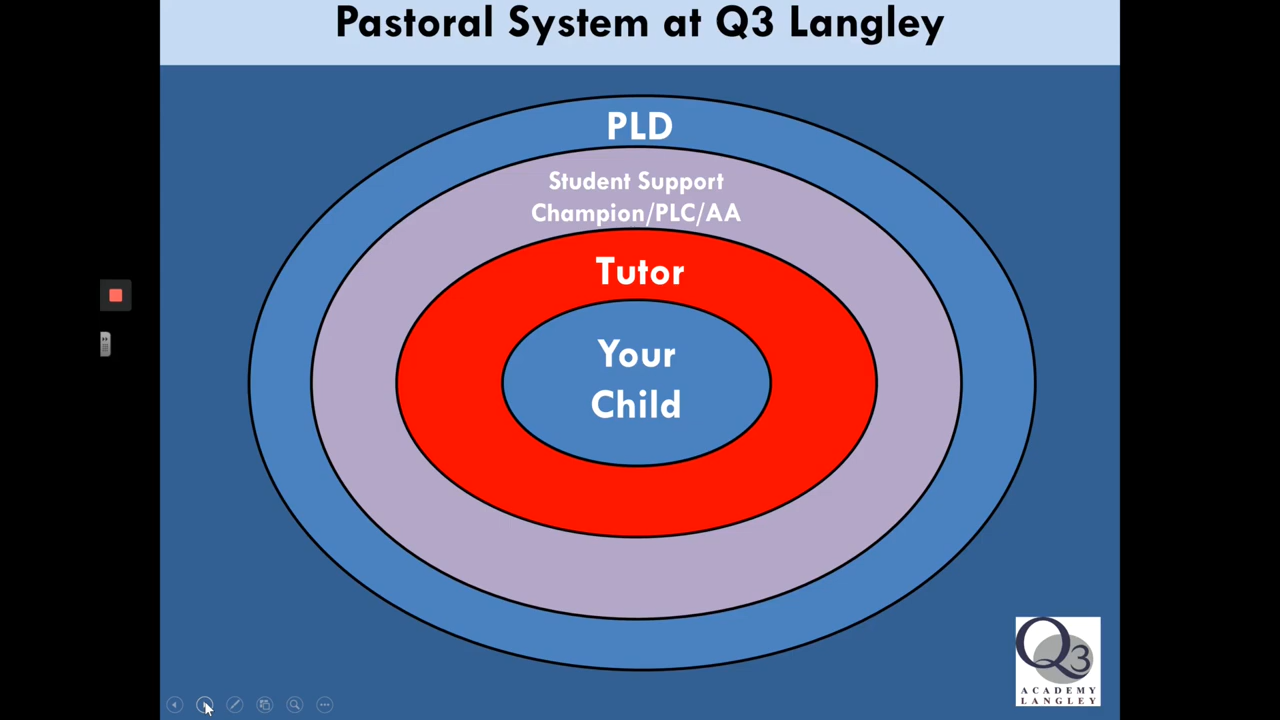 Pastoral System at Q3 Langley
PLD
Student Support
Champion/PLC/AA
Tutor
Your
Child
Q3
ACADEMY
LANGLEY